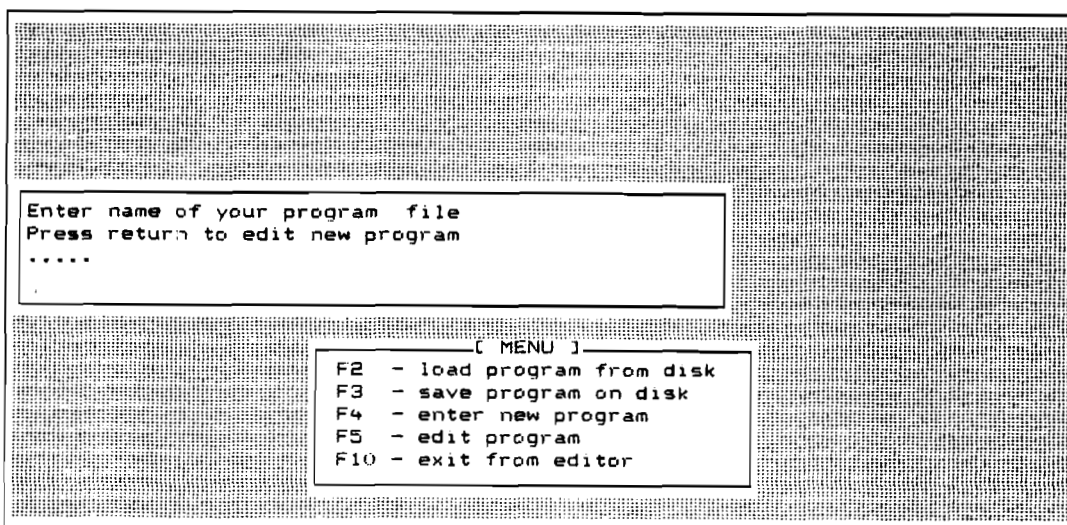 Enter name of your program file
Press return to edit new program
.....
[ MENU ]
F2 - load program from disk
F3 - save program on disk
F4 - enter new program
F5 - edit program
F10 - exit from editor